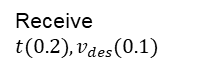 Receive
t(0.2), v_des(0.1)